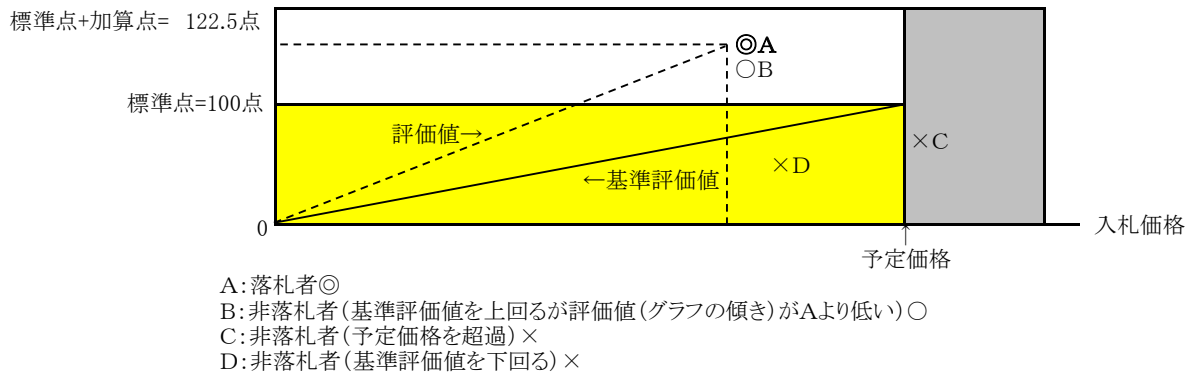 標準点+加算点= 122.5点
◎A
○B
標準点=100点
評価値→
×C
×D
←基準評価値
0
入札価格
↑
予定価格
A:落札者◎
B:非落札者(基準評価値を上回るが評価値(グラフの傾き)がAより低い)○
C:非落札者(予定価格を超過)×
D:非落札者(基準評価値を下回る)×